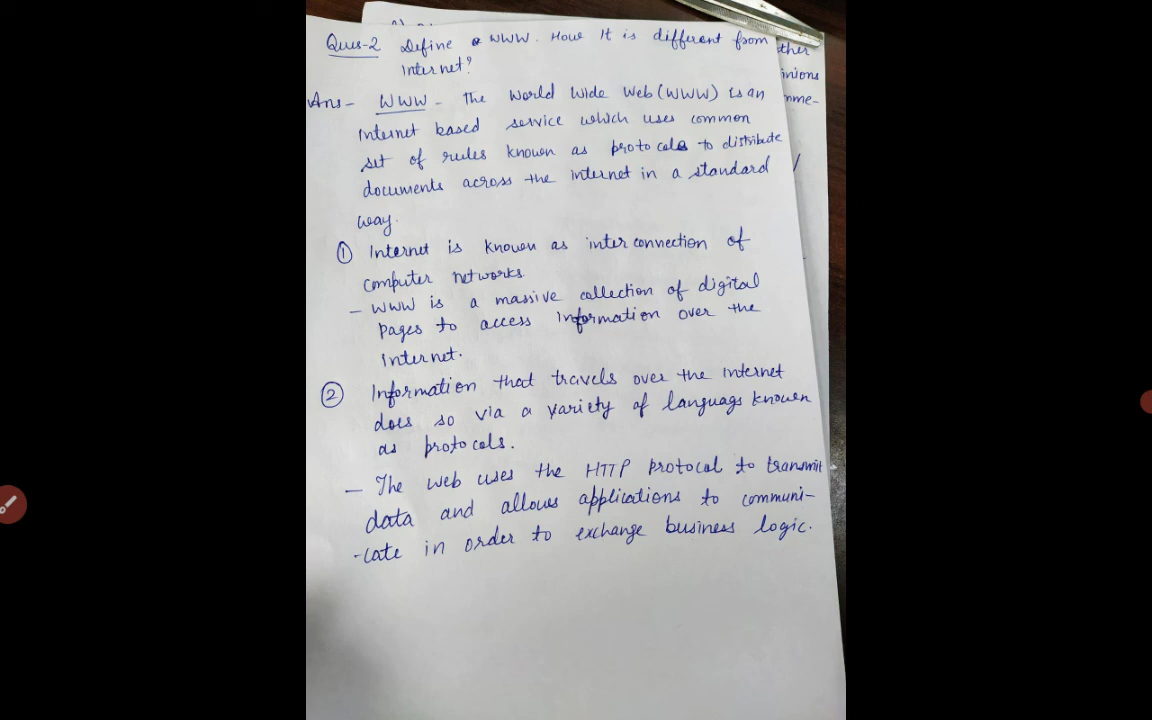 Ques-2 Define WWW. How It is different from
Internet?
Ans - WWW - The World Wide Web (WWW) is an
Internet based service which uses common
set of rules known as protocols to distribute
documents across the internet in a standard
way.
① Internet is known as interconnection of
computer networks.
- WWW is a massive collection of digital
pages to access information over the
internet.
② Information that travels over the internet
does so via a variety of languags known
as protocols.
- The web uses the HTTP protocol to transmit
data and allows applications to communi-
-cate in order to exchange business logic.
ther
inions
mme-